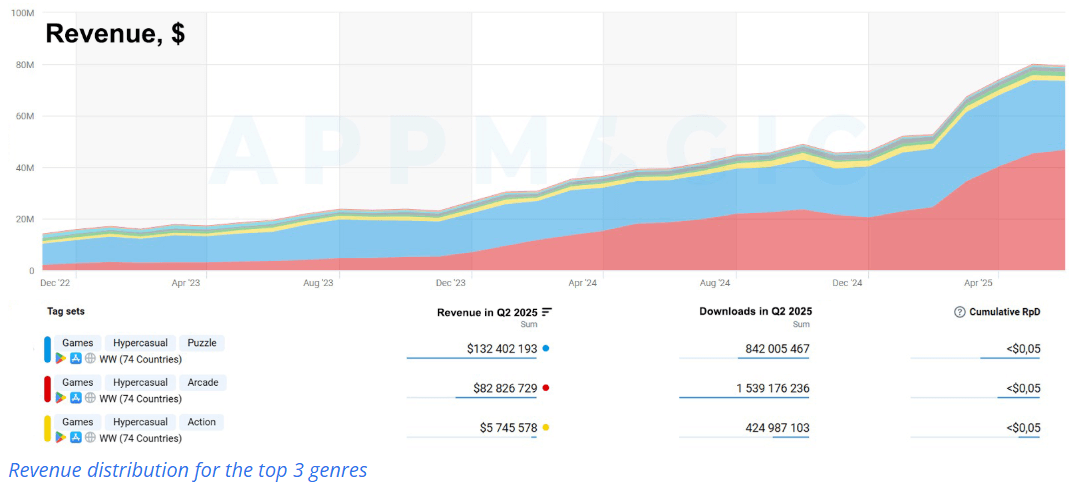 100M
Revenue, $
80M
60M
APPMAGIC
40M
20M
0
Dec '22 Apr '23 Aug '23 Dec '23 Apr '24 Aug '24 Dec '24 Apr '25
Tag sets Revenue in Q2 2025 Downloads in Q2 2025 ? Cumulative RpD
Sum Sum
Games Hypercasual Puzzle $132 402 193 842 005 467 <$0,05
WW (74 Countries)
Games Hypercasual Arcade $82 826 729 1 539 176 236 <$0,05
WW (74 Countries)
Games Hypercasual Action $5 745 578 424 987 103 <$0,05
WW (74 Countries)
Revenue distribution for the top 3 genres